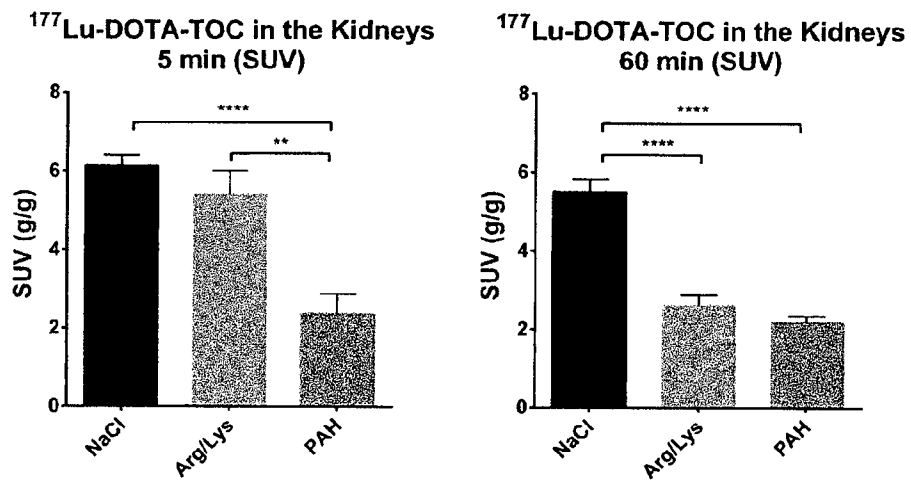 177Lu-DOTA-TOC in the Kidneys
5 min (SUV)
8
6
4
2
0
SUV (g/g)
****
**
NaCl
Arg/Lys
PAH
177Lu-DOTA-TOC in the Kidneys
60 min (SUV)
8
6
4
2
0
SUV (g/g)
****
****
NaCl
Arg/Lys
PAH